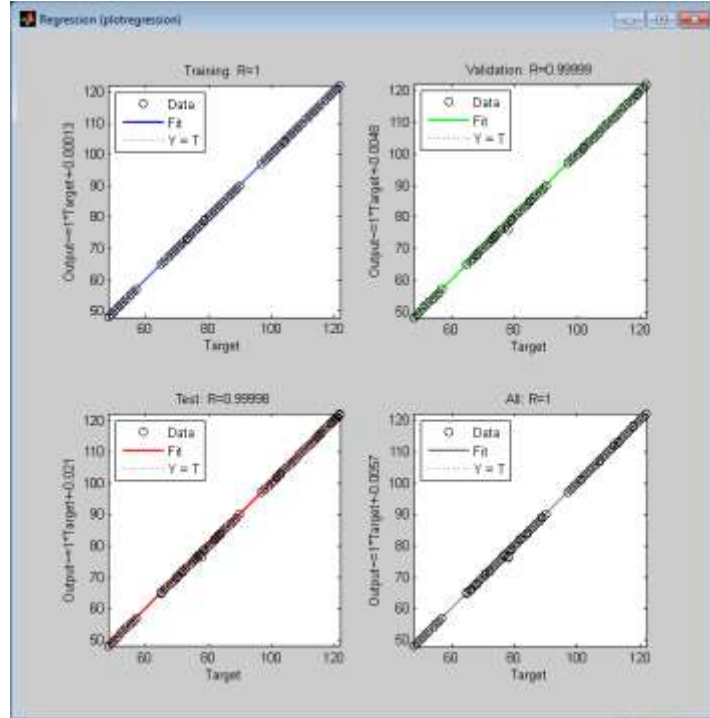 Regression (plotregression)
Training: R=1
Output~=1*Target+-0.00013
120
110
100
90
80
70
60
50
Data
Fit
Y = T
60
80
100
120
Target
Validation: R=0.99999
Output~=1*Target+-0.0048
120
110
100
90
80
70
60
50
Data
Fit
Y = T
60
80
100
120
Target
Test: R=0.99998
Output~=1*Target+-0.021
120
110
100
90
80
70
60
50
Data
Fit
Y = T
60
80
100
120
Target
All: R=1
Output~=1*Target+-0.0057
120
110
100
90
80
70
60
50
Data
Fit
Y = T
60
80
100
120
Target